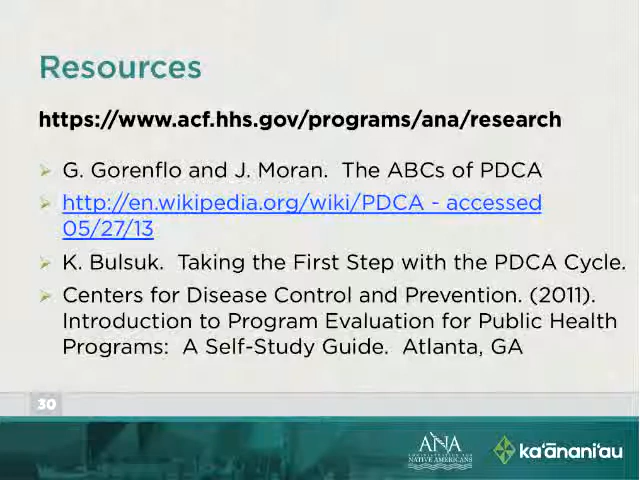 Resources
https://www.acf.hhs.gov/programs/ana/research
G. Gorenflo and J. Moran.  The ABCs of PDCA
http://en.wikipedia.org/wiki/PDCA - accessed
05/27/13
K. Bulsuk.  Taking the First Step with the PDCA Cycle.
Centers for Disease Control and Prevention. (2011).
Introduction to Program Evaluation for Public Health
Programs:  A Self-Study Guide.  Atlanta, GA
30
ANA
ADMINISTRATION FOR
NATIVE AMERICANS
ka'ānani'au